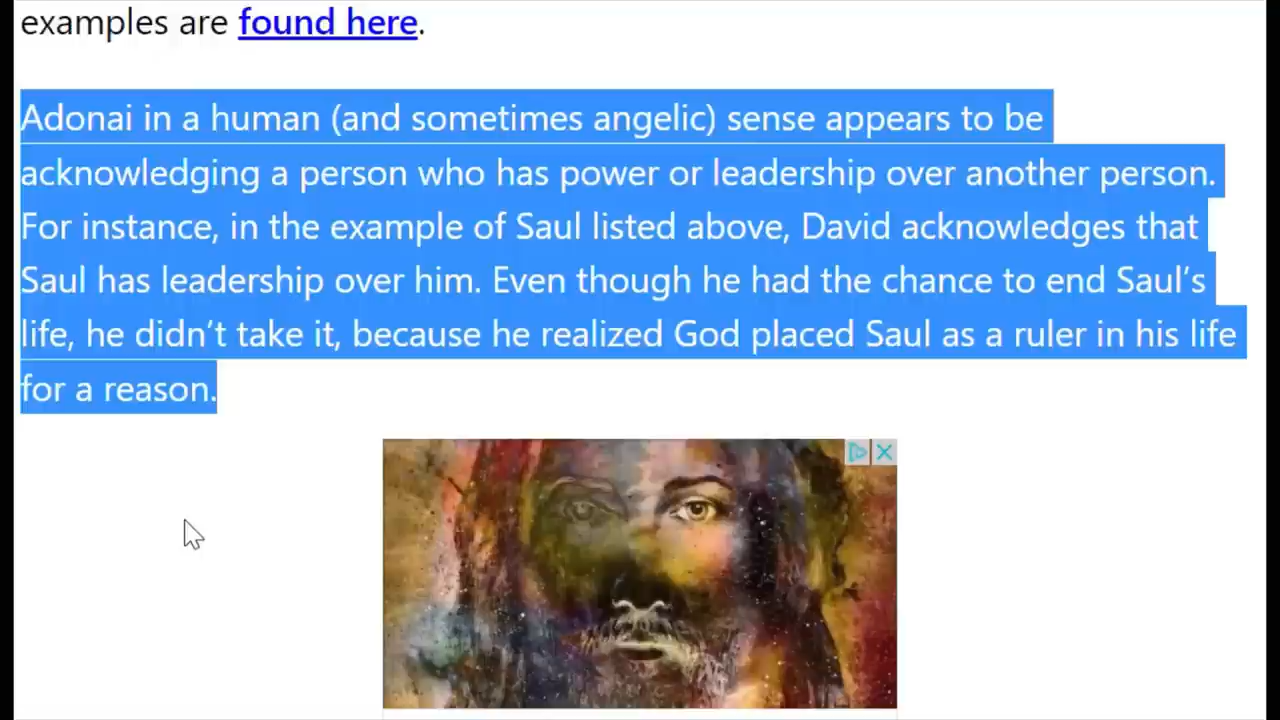 examples are found here.
Adonai in a human (and sometimes angelic) sense appears to be
acknowledging a person who has power or leadership over another person.
For instance, in the example of Saul listed above, David acknowledges that
Saul has leadership over him. Even though he had the chance to end Saul’s
life, he didn’t take it, because he realized God placed Saul as a ruler in his life
for a reason.